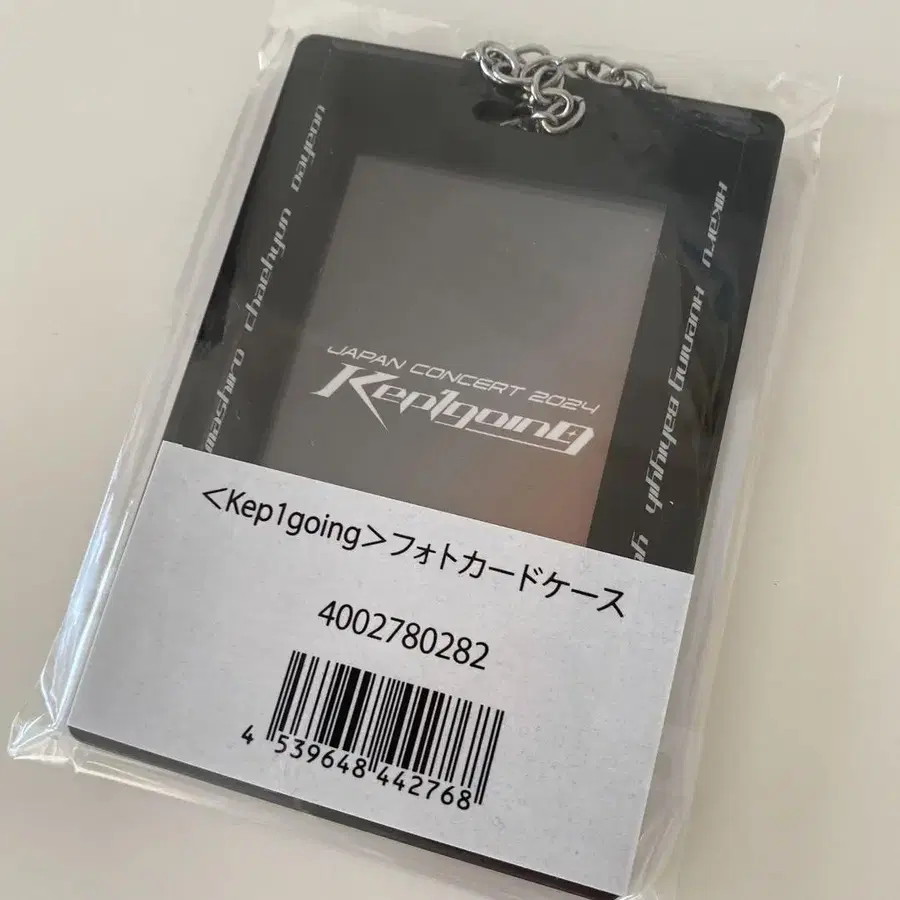 Dayeon
chaehyun
mashiro
Hikaru
Huening Bahiyyih
JAPAN CONCERT 2024
Kep1going
＜Kep1going＞フォトカードケース
4002780282
4 539648 442768